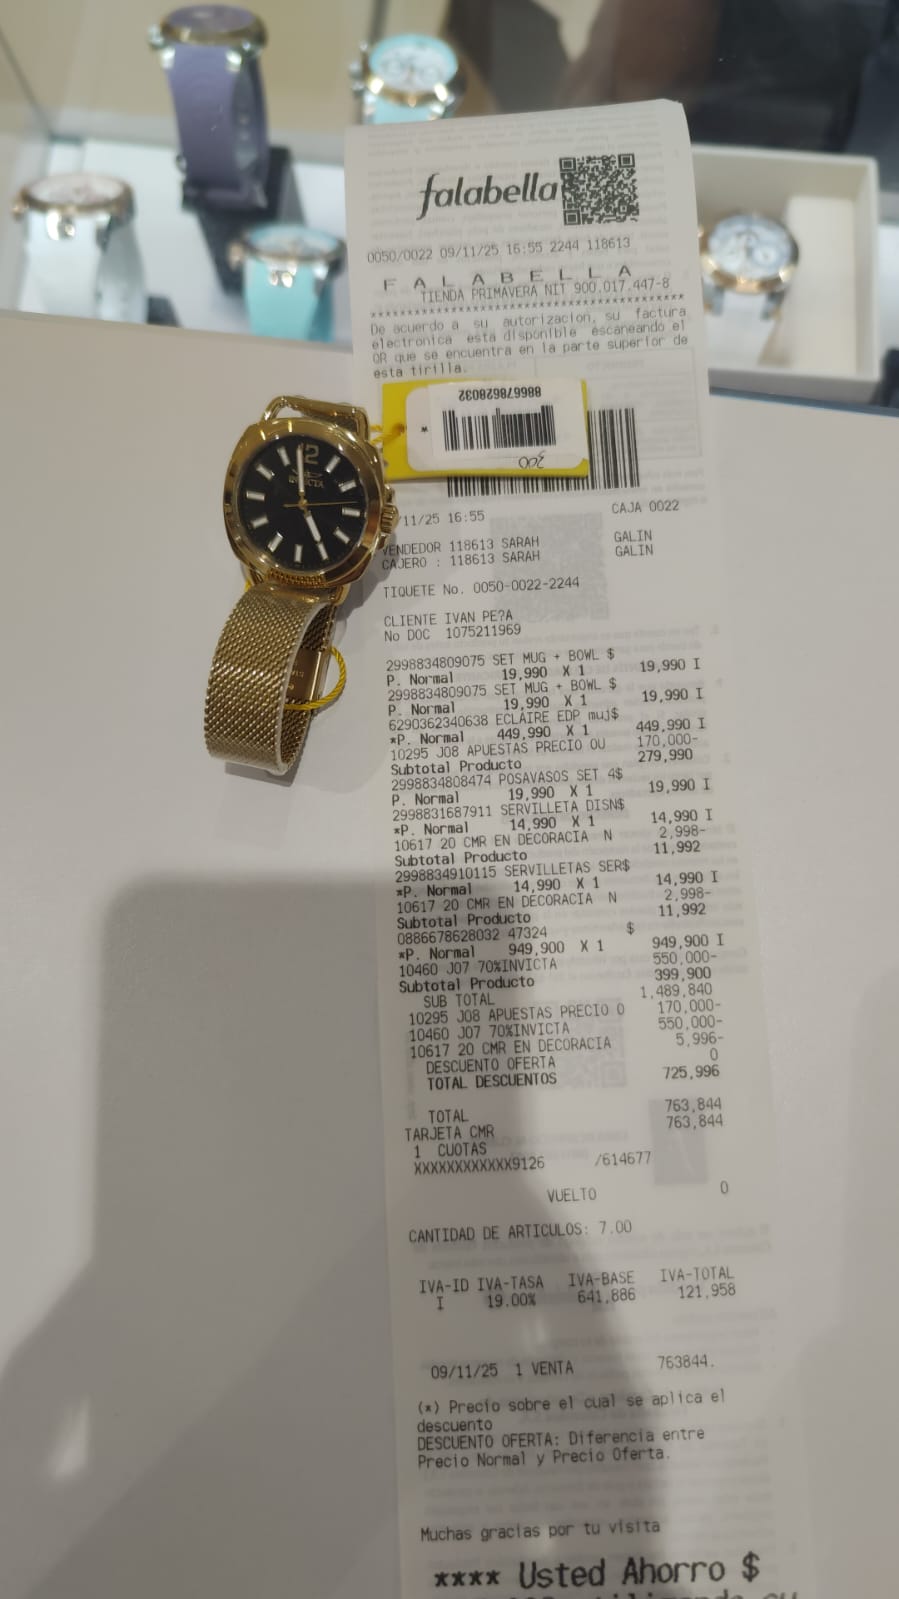 falabella
0050/0022 09/11/25 16:55 2244 118613
F A L A B E L L A
TIENDA PRIMAVERA NIT 900.017.447-8
De acuerdo a su autorizacion, su factura
electronica esta disponible escaneando el
QR que se encuentra en la parte superior de
esta tirilla.
886678628032
*
300
12
INVICTA
/11/25 16:55 CAJA 0022
VENDEDOR 118613 SARAH GALIN
CAJERO : 118613 SARAH GALIN
TIQUETE No. 0050-0022-2244
CLIENTE IVAN PE?A
No DOC 1075211969
2998834809075 SET MUG + BOWL $
P. Normal 19,990 X 1 19,990 I
2998834809075 SET MUG + BOWL $
P. Normal 19,990 X 1 19,990 I
6290362340638 ECLAIRE EDP muj$
*P. Normal 449,990 X 1 449,990 I
10295 J08 APUESTAS PRECIO OU 170,000-
Subtotal Producto 279,990
2998834808474 POSAVASOS SET 4$
P. Normal 19,990 X 1 19,990 I
2998831687911 SERVILLETA DISN$
*P. Normal 14,990 X 1 14,990 I
10617 20 CMR EN DECORACIA N 2,998-
Subtotal Producto 11,992
2998834910115 SERVILLETAS SER$
*P. Normal 14,990 X 1 14,990 I
10617 20 CMR EN DECORACIA N 2,998-
Subtotal Producto 11,992
0886678628032 47324 $
*P. Normal 949,900 X 1 949,900 I
10460 J07 70%INVICTA 550,000-
Subtotal Producto 399,900
SUB TOTAL 1,489,840
10295 J08 APUESTAS PRECIO O 170,000-
10460 J07 70%INVICTA 550,000-
10617 20 CMR EN DECORACIA 5,996-
DESCUENTO OFERTA 0
TOTAL DESCUENTOS 725,996
TOTAL 763,844
TARJETA CMR 763,844
1 CUOTAS
XXXXXXXXXXXX9126 /614677
VUELTO 0
CANTIDAD DE ARTICULOS: 7.00
IVA-ID IVA-TASA IVA-BASE IVA-TOTAL
I 19.00% 641,886 121,958
09/11/25 1 VENTA 763844.
(*) Precio sobre el cual se aplica el
descuento
DESCUENTO OFERTA: Diferencia entre
Precio Normal y Precio Oferta.
Muchas gracias por tu visita
**** Usted Ahorro $